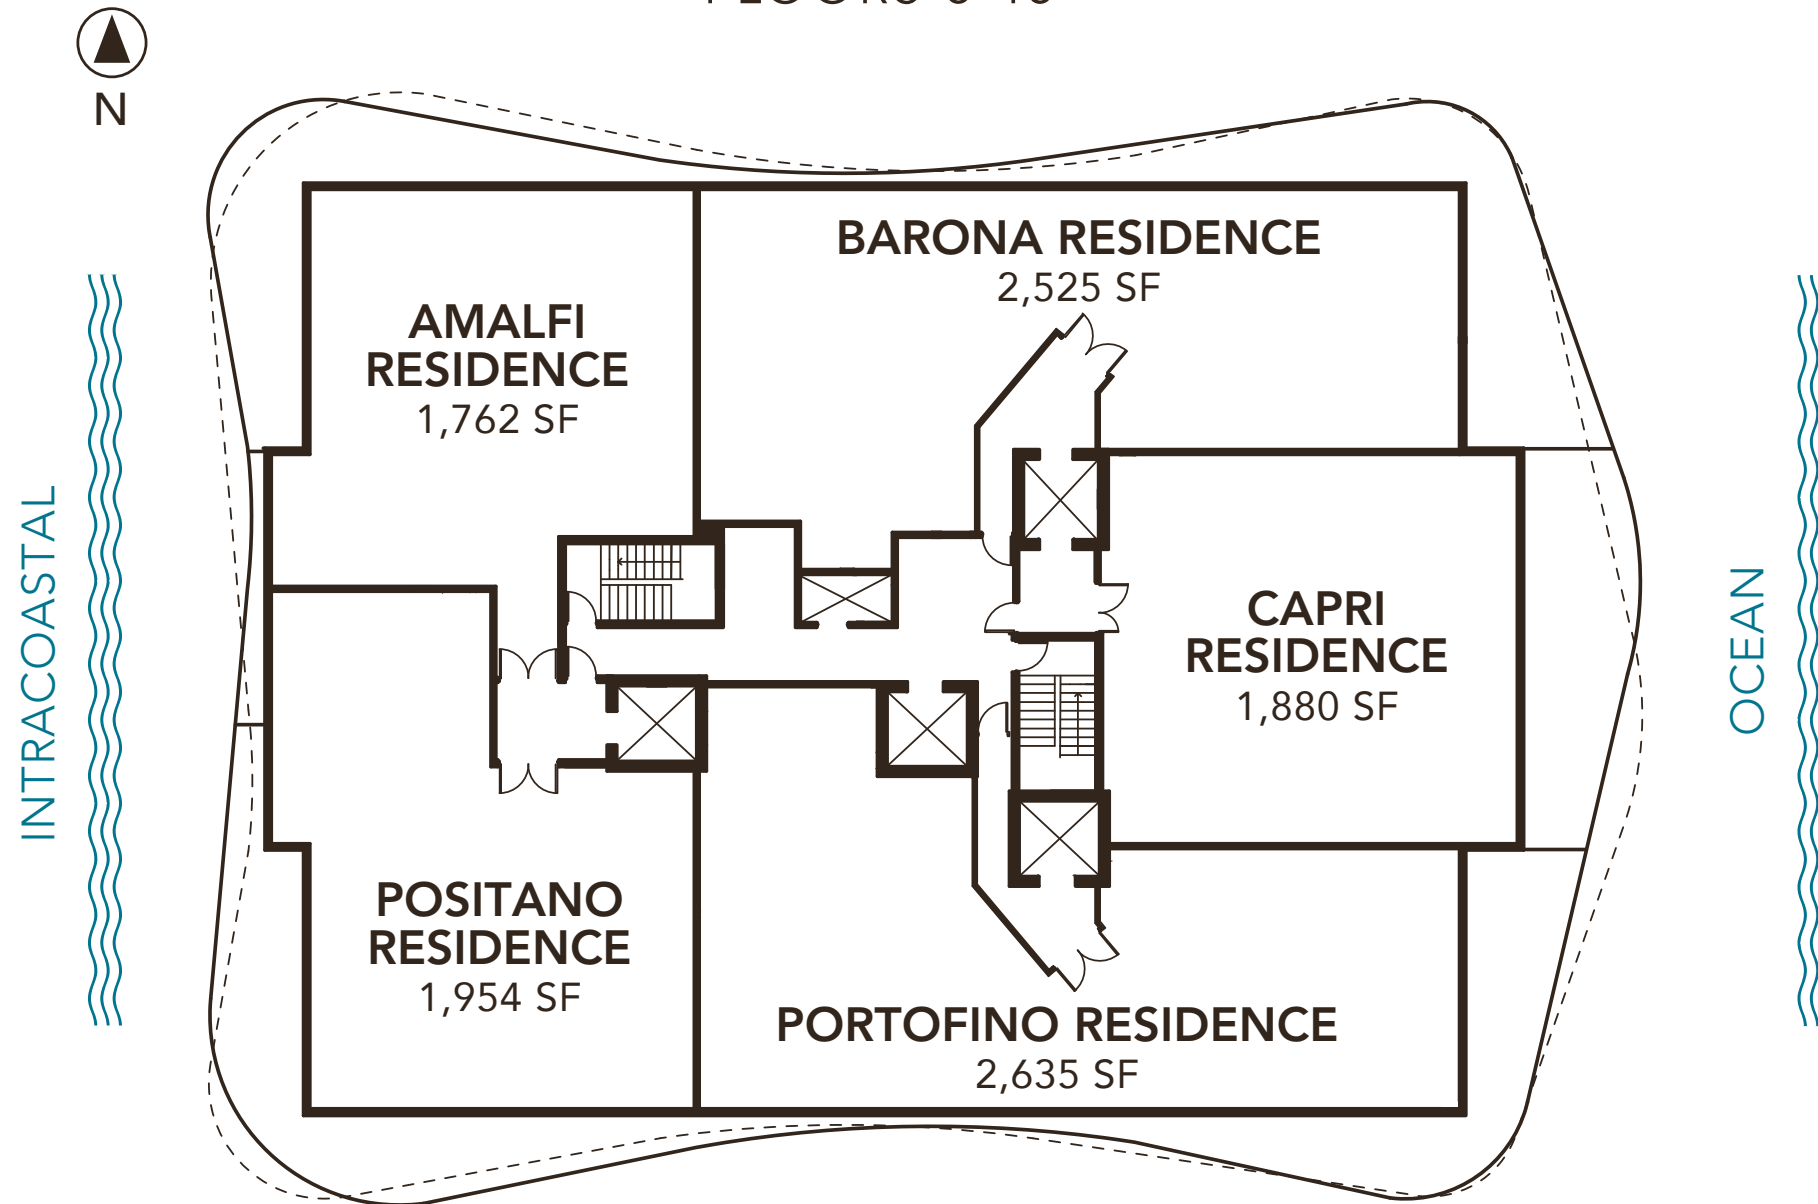 N
BARONA RESIDENCE
2,525 SF
AMALFI
RESIDENCE
1,762 SF
INTRACOASTAL
CAPRI
RESIDENCE
1,880 SF
OCEAN
POSITANO
RESIDENCE
1,954 SF
PORTOFINO RESIDENCE
2,635 SF